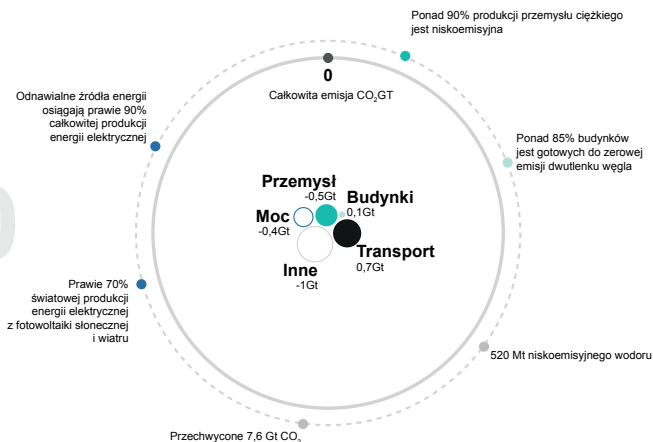 Ponad 90% produkcji przemysłu ciężkiego
jest niskoemisyjna
0
Całkowita emisja CO₂GT
Odnawialne źródła energii
osiągają prawie 90%
całkowitej produkcji
energii elektrycznej
Ponad 85% budynków
jest gotowych do zerowej
emisji dwutlenku węgla
Przemysł
-0,5Gt
Budynki
0,1Gt
Moc
-0,4Gt
Transport
0,7Gt
Inne
-1Gt
Prawie 70%
światowej produkcji
energii elektrycznej
z fotowoltaiki słonecznej
i wiatru
520 Mt niskoemisyjnego wodoru
Przechwycone 7,6 Gt CO₂